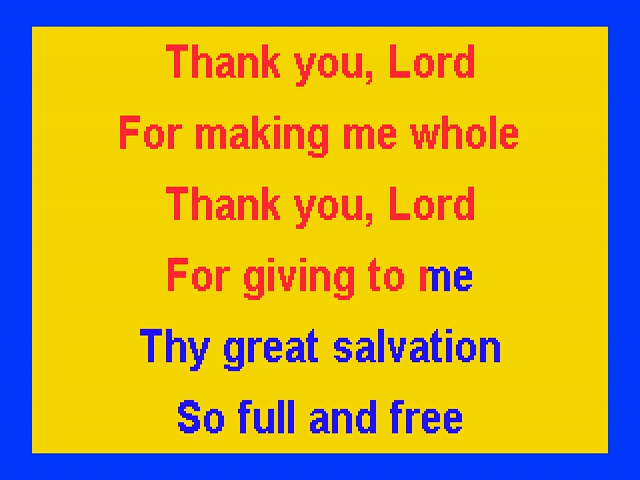 Thank you, Lord
For making me whole
Thank you, Lord
For giving to me
Thy great salvation
So full and free